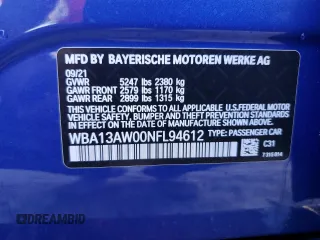 MFD BY BAYERISCHE MOTOREN WERKE AG
09/21
GVWR 5247 lbs 2380 kg
GAWR FRONT 2579 lbs 1170 kg
GAWR REAR 2899 lbs 1315 kg
THIS VEHICLE CONFORMS TO ALL APPLICABLE U.S. FEDERAL
MOTOR VEHICLE SAFETY, BUMPER, AND THEFT PREVENTION
STANDARDS IN EFFECT ON THE DATE OF
MANUFACTURE SHOWN ABOVE.
WBA13AW00NFL94612 TYPE: PASSENGER CAR
C31
DREAMBID